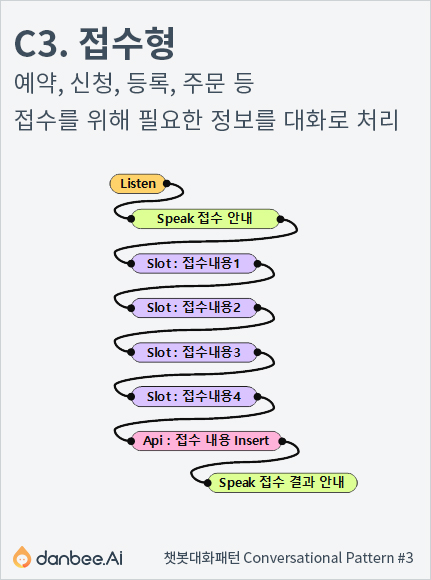 C3. 접수형
예약, 신청, 등록, 주문 등
접수를 위해 필요한 정보를 대화로 처리
Listen
Speak 접수 안내
Slot : 접수내용1
Slot : 접수내용2
Slot : 접수내용3
Slot : 접수내용4
Api : 접수 내용 Insert
Speak 접수 결과 안내
danbee.Ai
챗봇대화패턴 Conversational Pattern #3